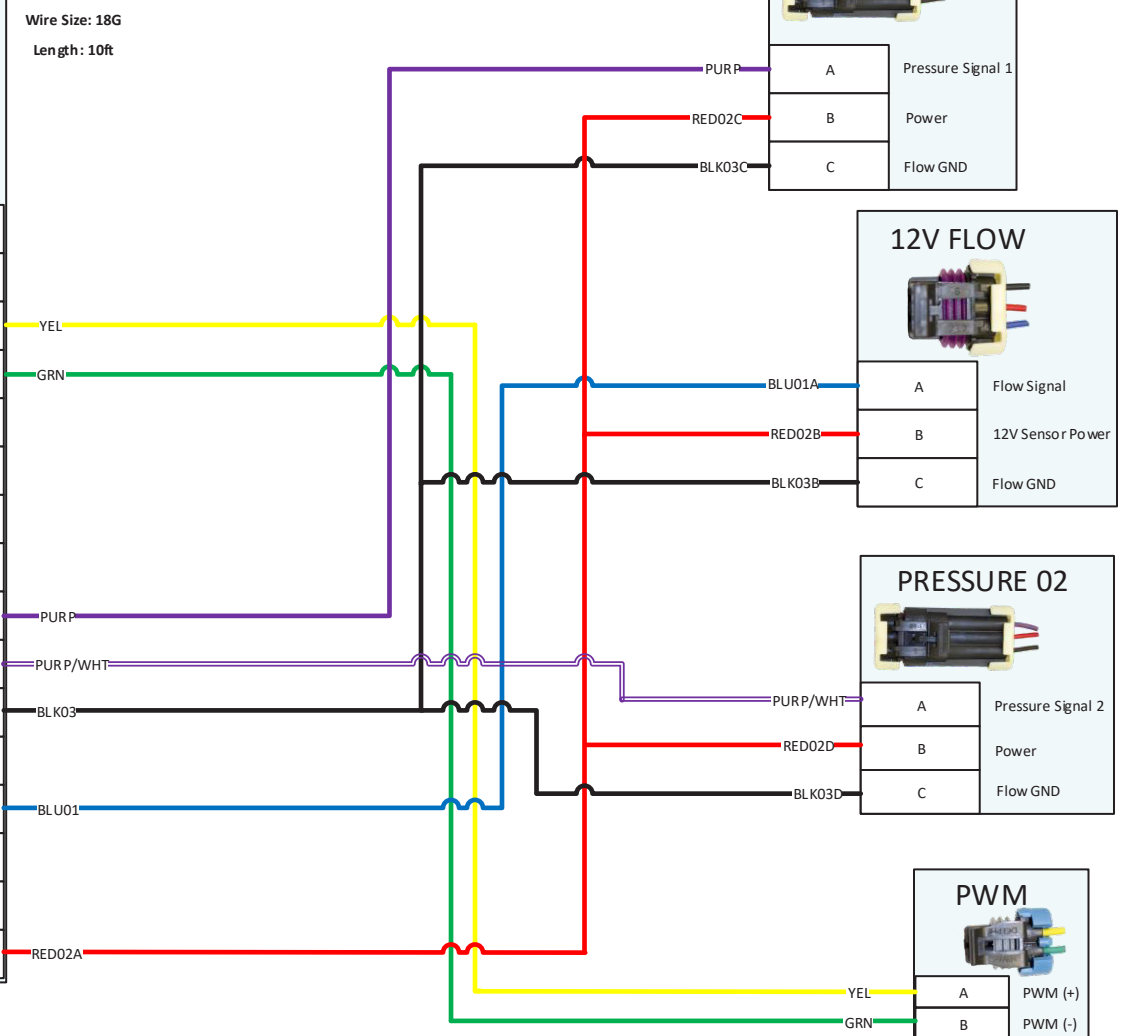 Wire Size: 18G
Length: 10ft
PURP
A
Pressure Signal 1
RED02C
B
Power
BLK03C
C
Flow GND
12V FLOW
YEL
GRN
BLU01A
A
Flow Signal
RED02B
B
12V Sensor Power
BLK03B
C
Flow GND
PRESSURE 02
PURP
PURP/WHT
PURP/WHT
A
Pressure Signal 2
BLK03
RED02D
B
Power
BLK03D
C
Flow GND
BLU01
PWM
RED02A
YEL
A
PWM (+)
GRN
B
PWM (-)